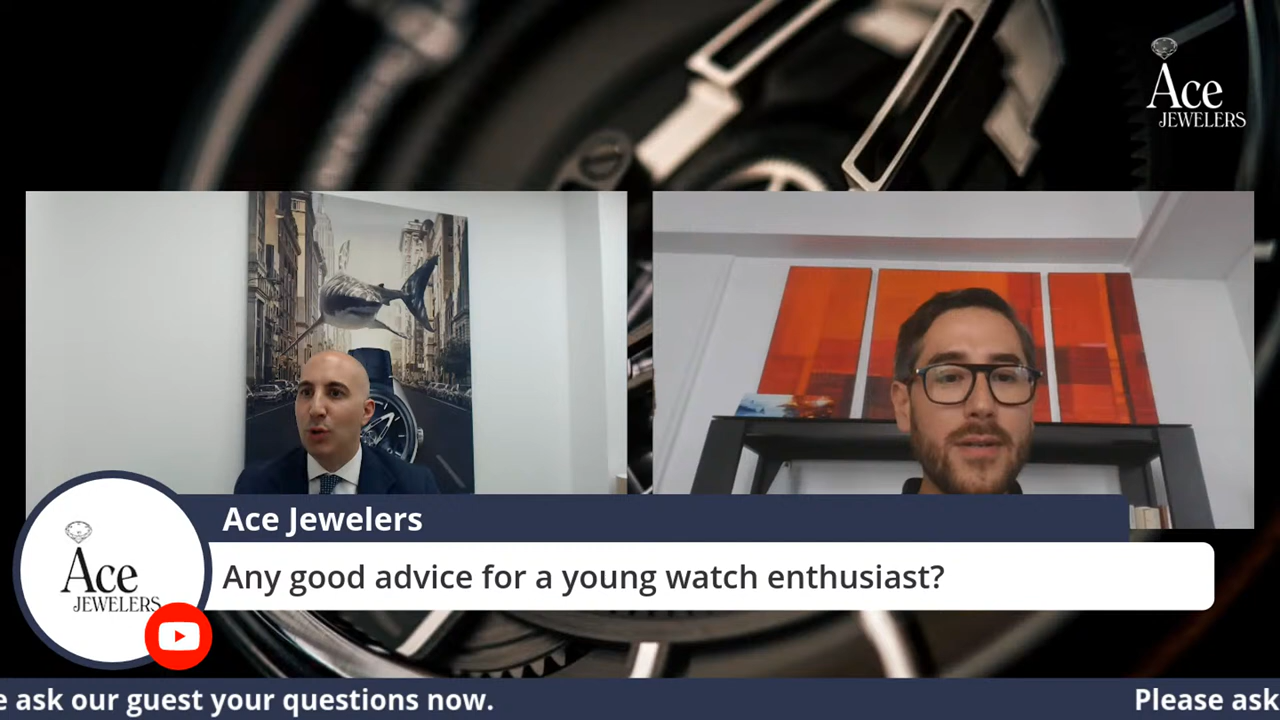 Ace
JEWELERS
Ace Jewelers
Ace
JEWELERS
Any good advice for a young watch enthusiast?
e ask our guest your questions now.
Please ask